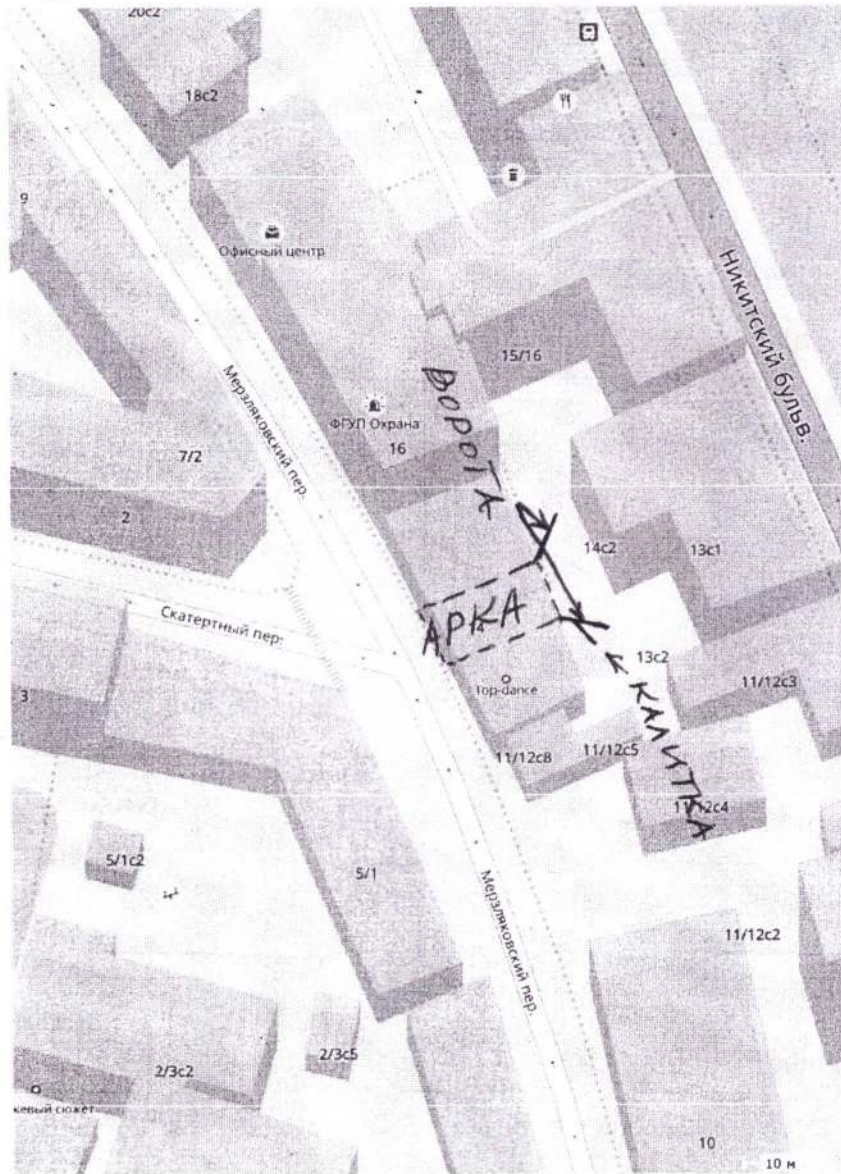 20с2
18с2
9
Офисный центр
Никитский бульв.
15/16
ВОРОТА
Мерзляковский пер.
ФГУП Охрана
16
7/2
2
14с2
13с1
Скатертный пер.
АРКА
13с2
3
Top-dance
11/12с3
КАЛИТКА
11/12с8
11/12с5
11/12с4
5/1с2
5/1
Мерзляковский пер.
11/12с2
2/3с5
2/3с2
жевый сюжет
10
10 м